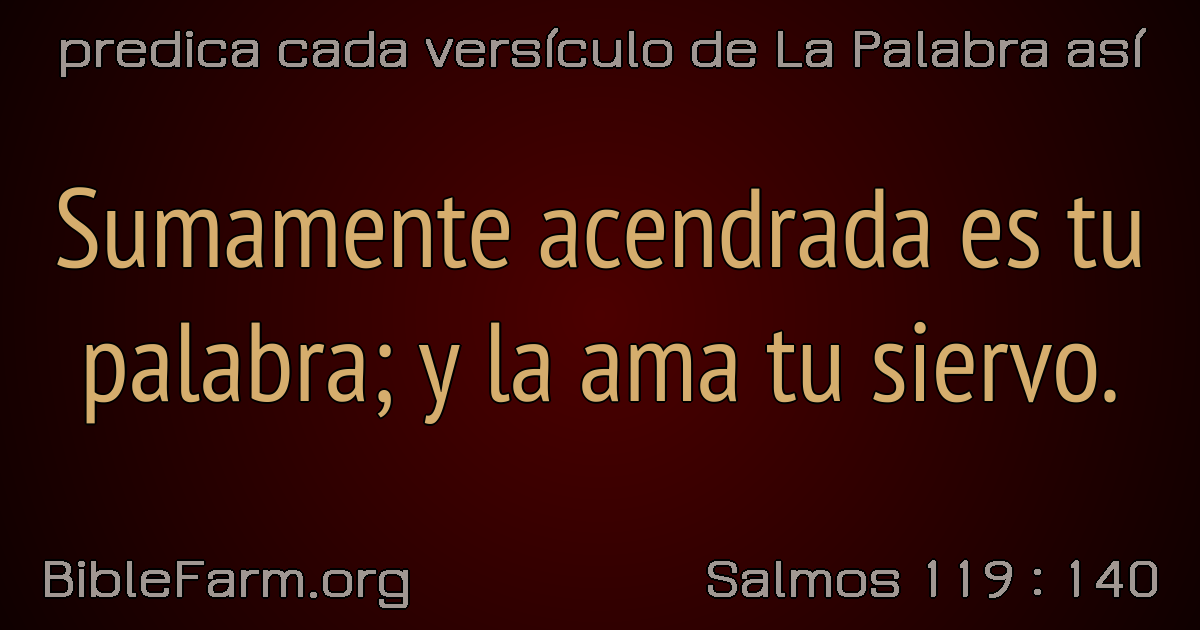 predica cada versículo de La Palabra así
Sumamente acendrada es tu
palabra; y la ama tu siervo.
BibleFarm.org
Salmos 119 : 140